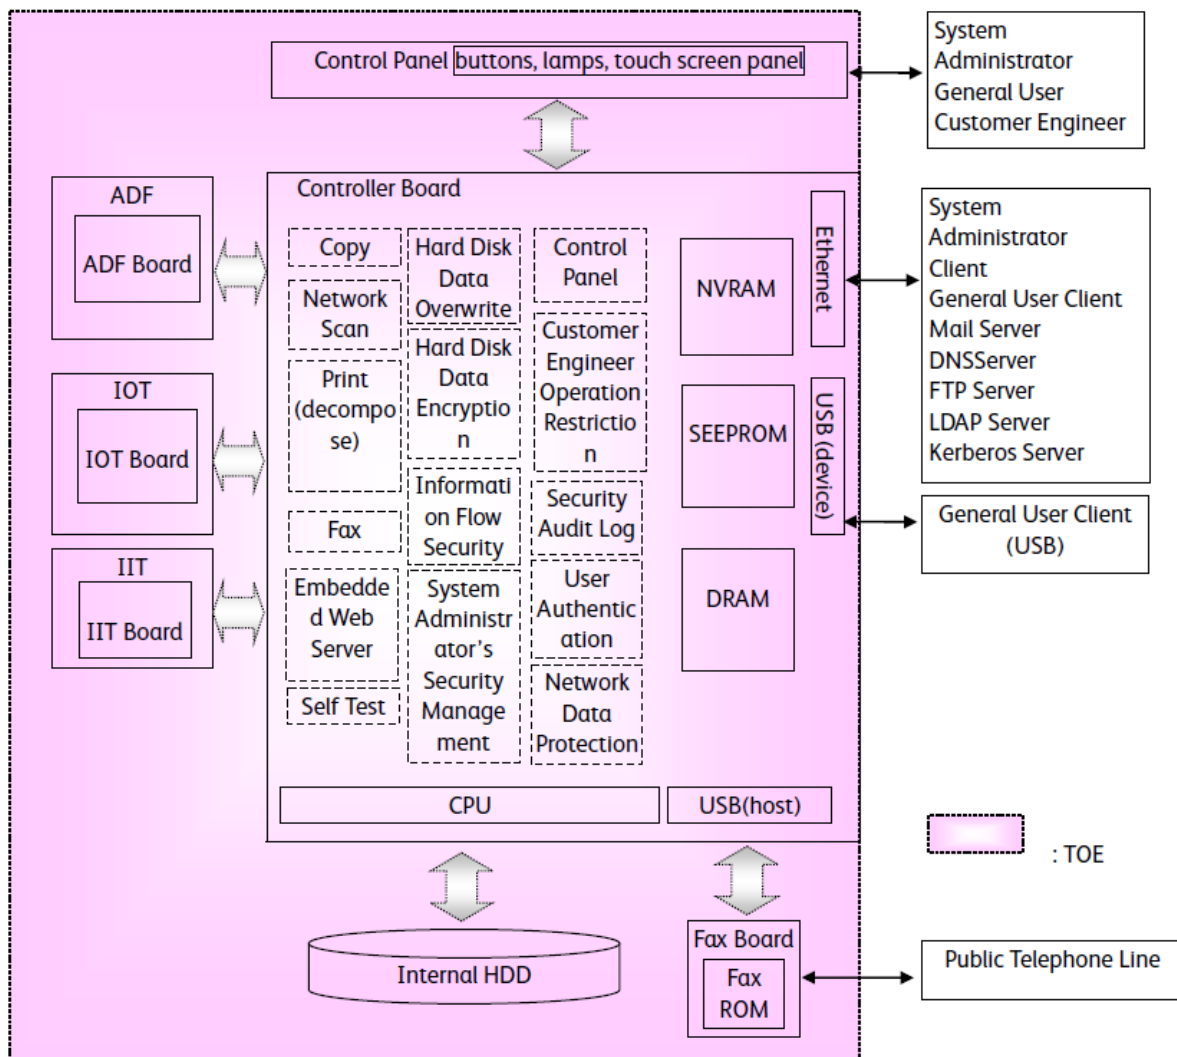 Control Panel buttons, lamps, touch screen panel
System
Administrator
General User
Customer Engineer
ADF
ADF Board
IOT
IOT Board
IIT
IIT Board
Controller Board
Copy
Network
Scan
Print
(decompo
se)
Fax
Embedde
d Web
Server
Self Test
Hard Disk
Data
Overwrite
Hard Disk
Data
Encryptio
n
Informati
on Flow
Security
System
Administr
ator's
Security
Manage
ment
Control
Panel
Customer
Engineer
Operation
Restrictio
n
Security
Audit Log
User
Authentic
ation
Network
Data
Protection
NVRAM
SEEPROM
DRAM
Ethernet
USB (device)
CPU
USB(host)
System
Administrator
Client
General User Client
Mail Server
DNSServer
FTP Server
LDAP Server
Kerberos Server
General User Client
(USB)
: TOE
Internal HDD
Fax Board
Fax
ROM
Public Telephone Line